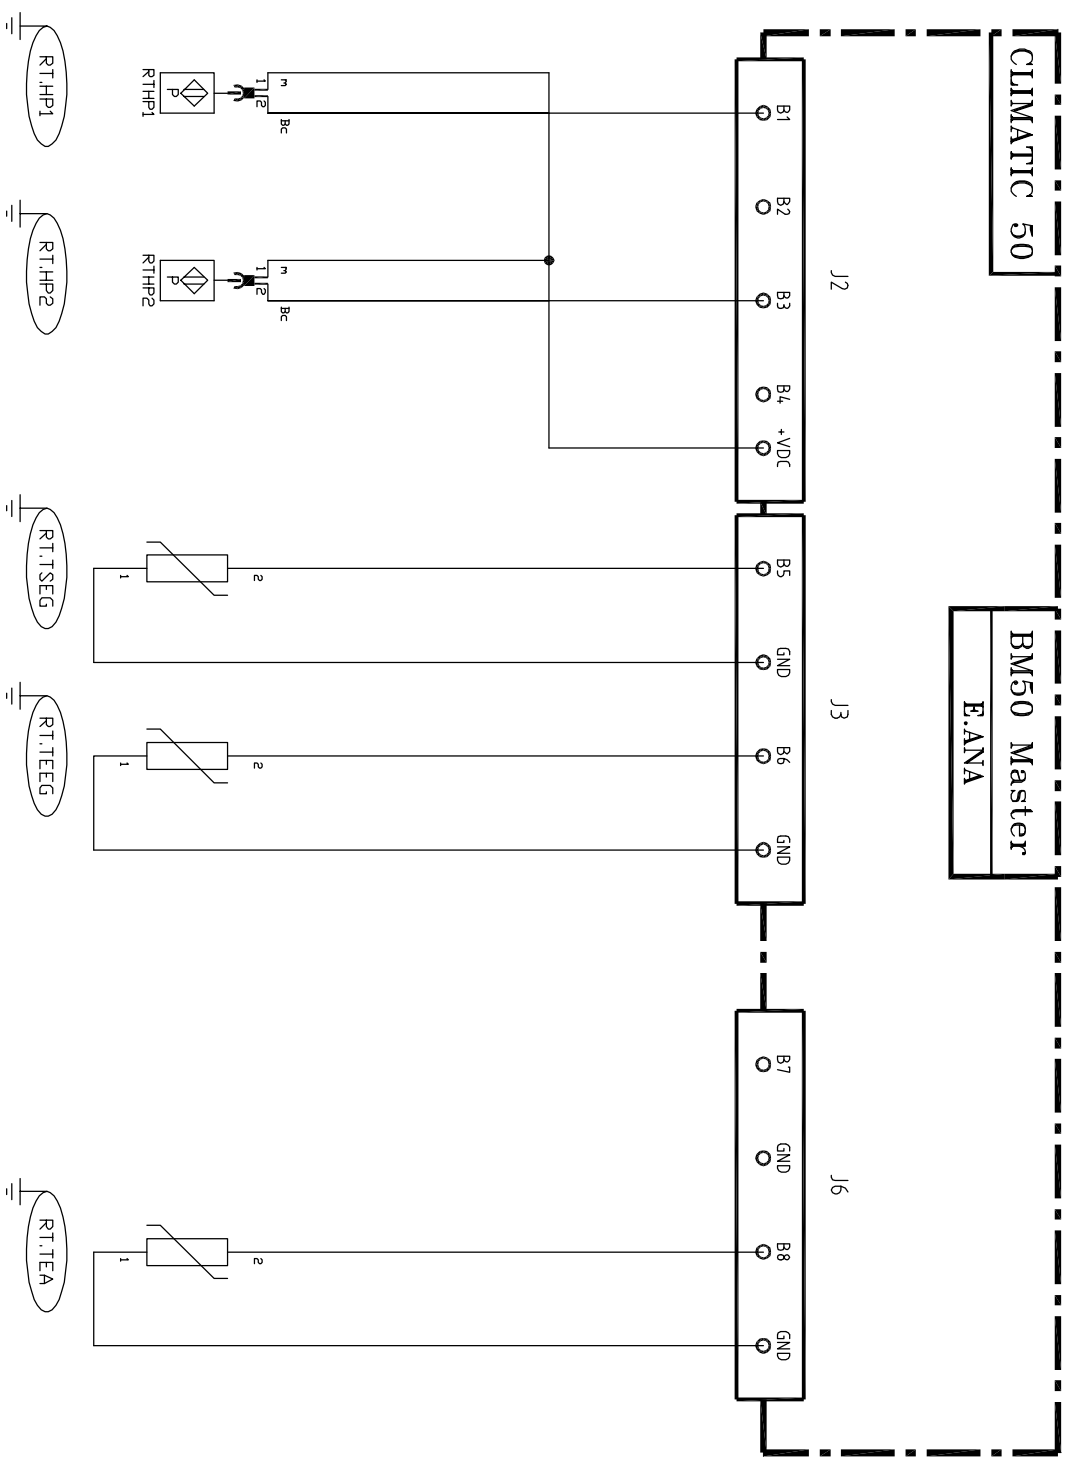 CLIMATIC 50
BM50 Master
E.ANA
J2
J3
J6
B1
B2
B3
B4
+VDC
B5
GND
B6
GND
B7
GND
B8
GND
m
Bc
1
2
P
RTHP1
m
Bc
1
2
P
RTHP2
2
1
2
1
2
1
RT.HP1
RT.HP2
RT.TSEG
RT.TEEG
RT.TEA